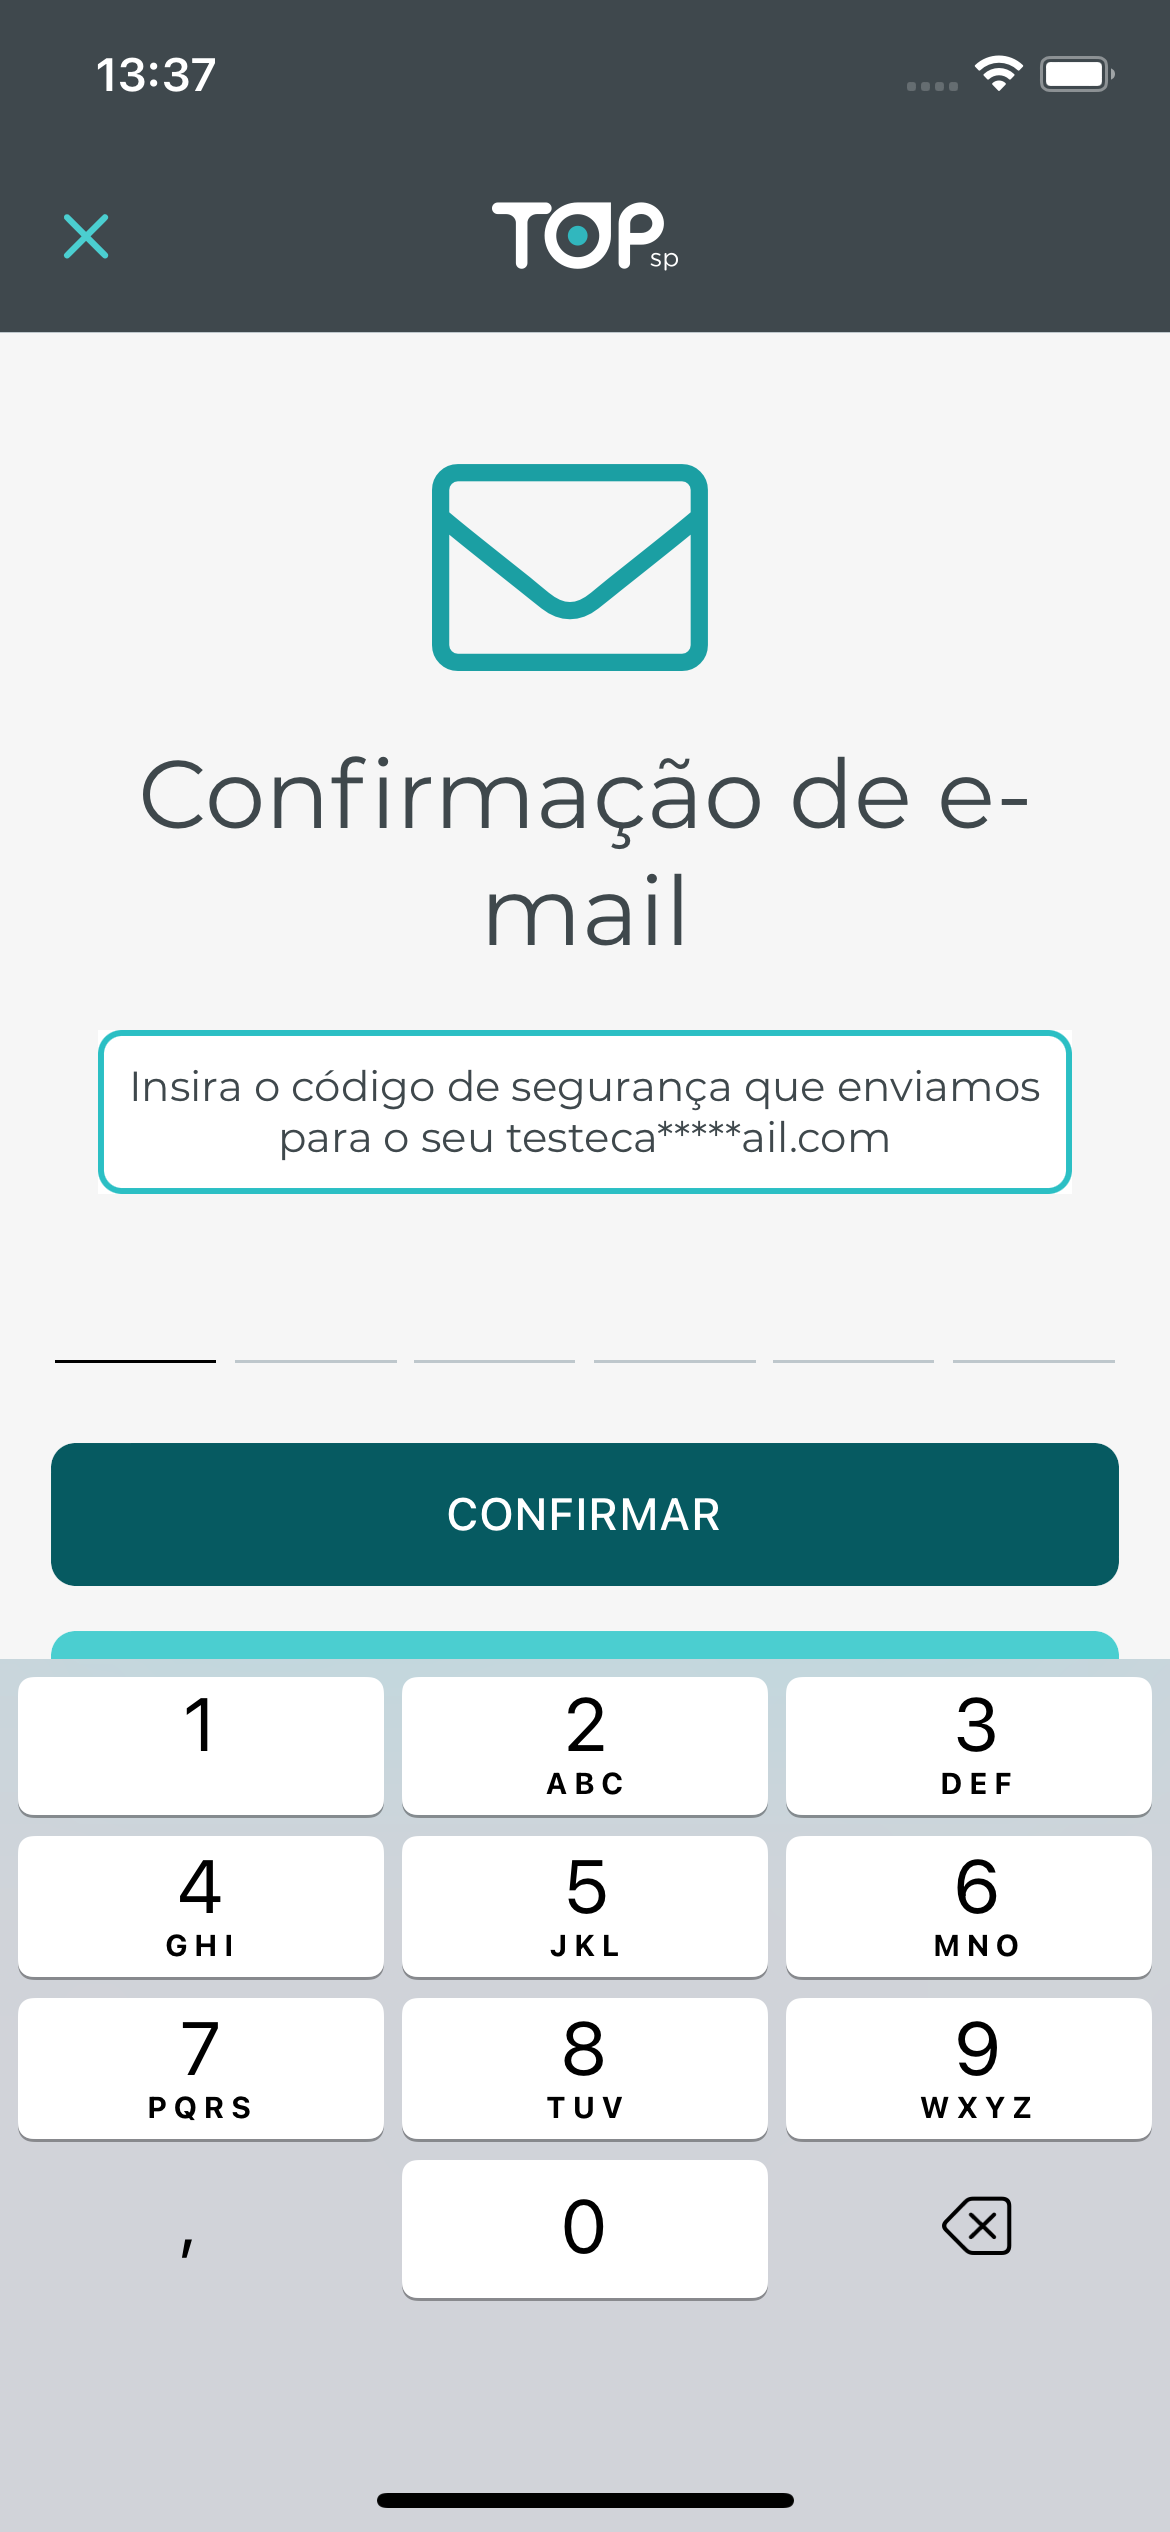 13:37
TOP
sp
Confirmação de e-
mail
Insira o código de segurança que enviamos
para o seu testeca*****ail.com
CONFIRMAR
1
2
ABC
3
DEF
4
GHI
5
JKL
6
MNO
7
PQRS
8
TUV
9
WXYZ
,
0